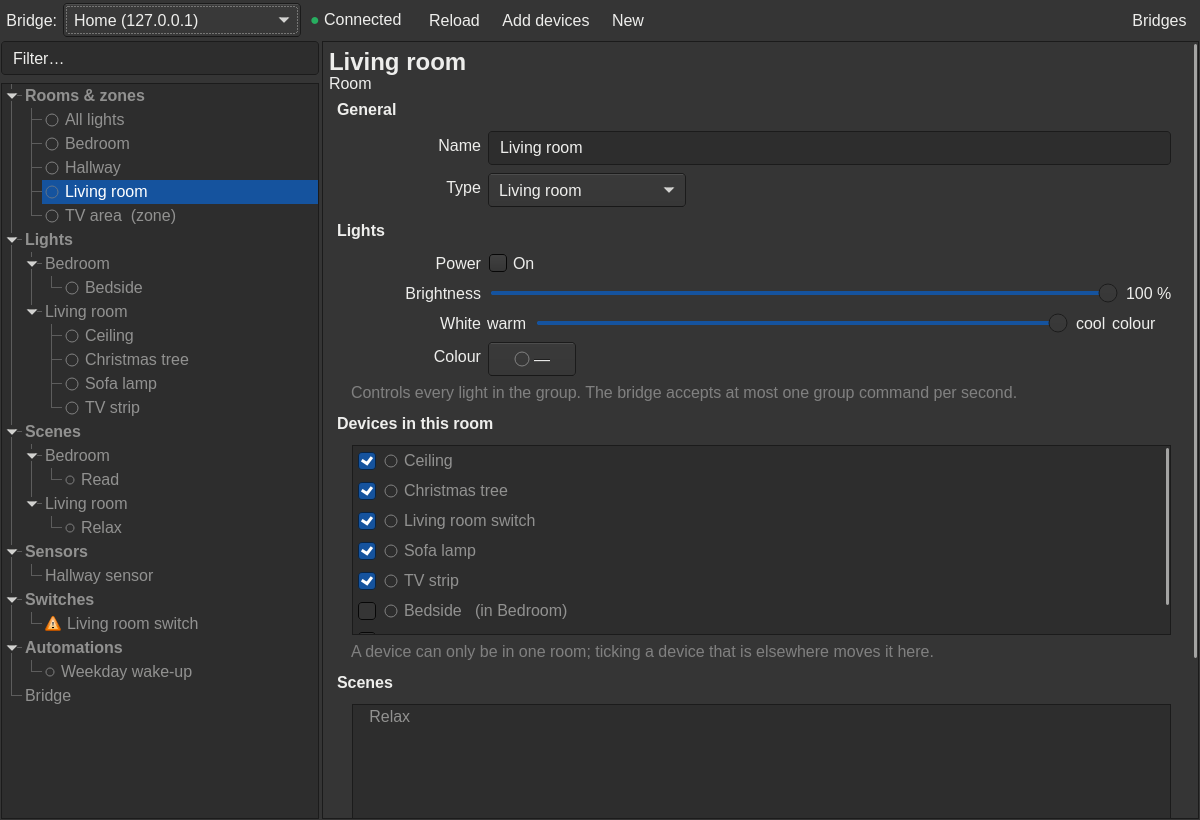 Bridge: Home (127.0.0.1) Connected Reload Add devices New Bridges
Filter…
Rooms & zones
All lights
Bedroom
Hallway
Living room
TV area (zone)
Lights
Bedroom
Bedside
Living room
Ceiling
Christmas tree
Sofa lamp
TV strip
Scenes
Bedroom
Read
Living room
Relax
Sensors
Hallway sensor
Switches
Living room switch
Automations
Weekday wake-up
Bridge
Living room
Room
General
Name Living room
Type Living room
Lights
Power On
Brightness 100 %
White warm cool colour
Colour —
Controls every light in the group. The bridge accepts at most one group command per second.
Devices in this room
Ceiling
Christmas tree
Living room switch
Sofa lamp
TV strip
Bedside (in Bedroom)
A device can only be in one room; ticking a device that is elsewhere moves it here.
Scenes
Relax